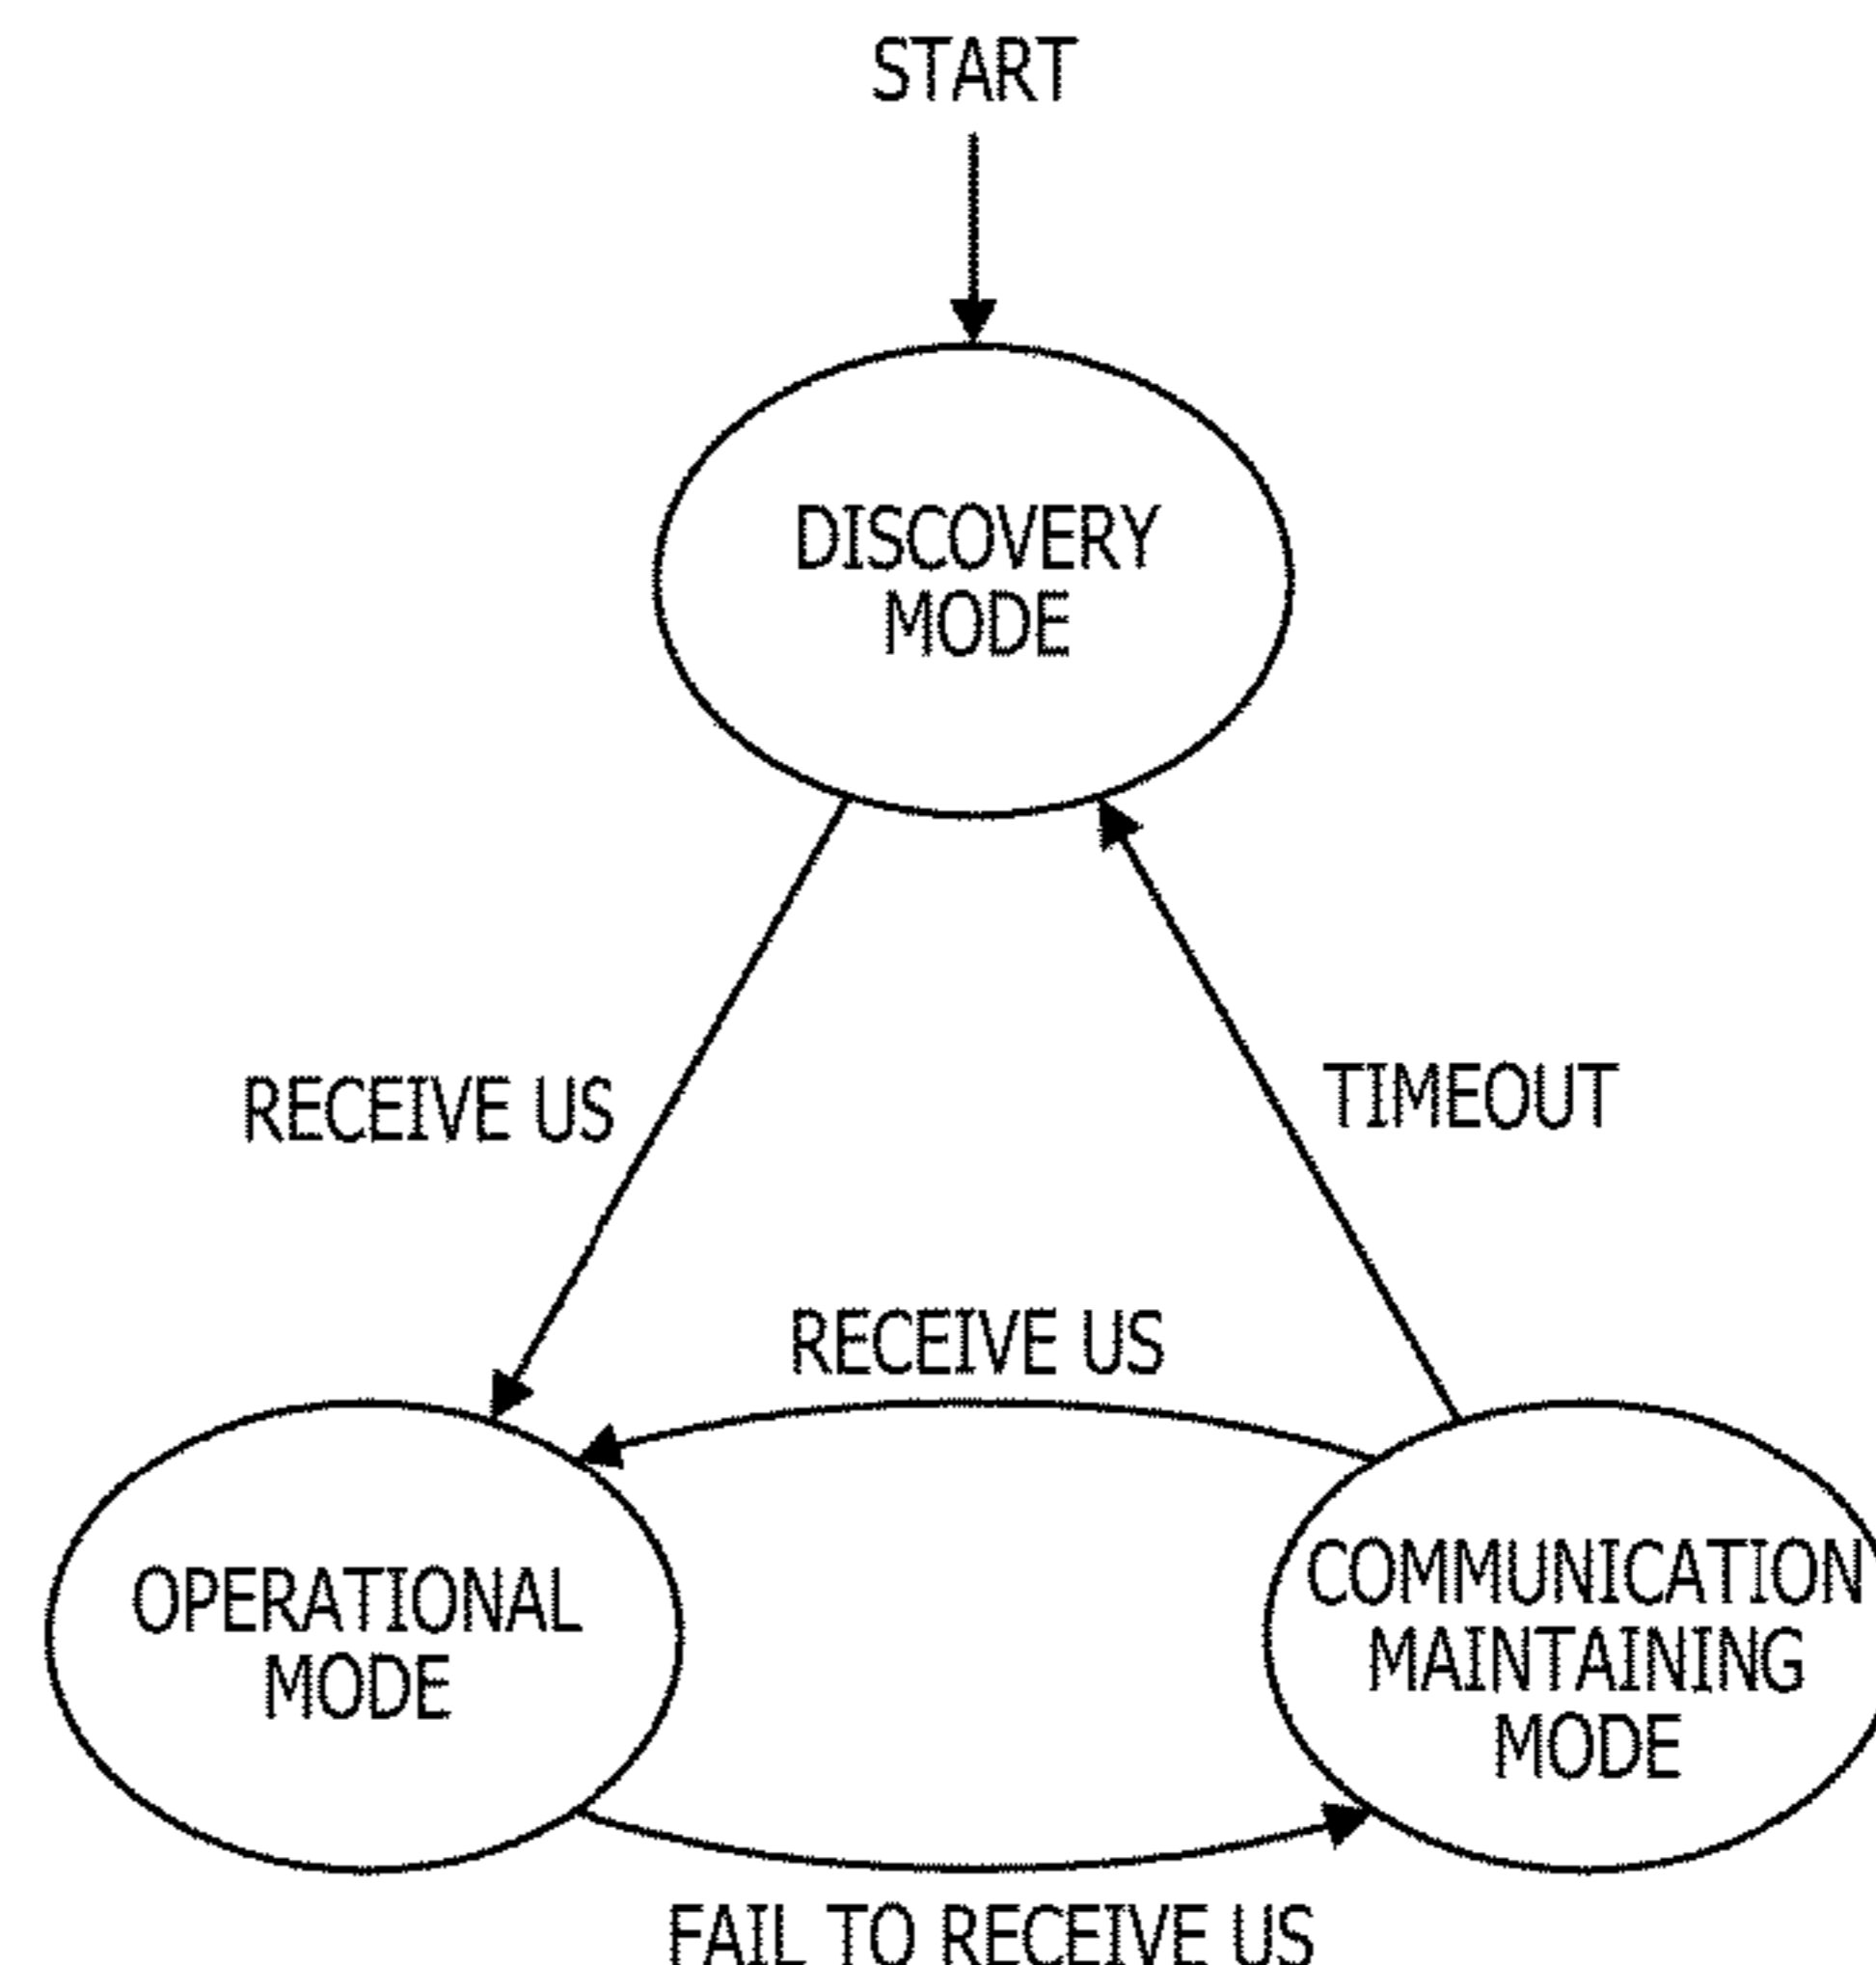 START
DISCOVERY
MODE
RECEIVE US
TIMEOUT
RECEIVE US
OPERATIONAL
MODE
COMMUNICATION
MAINTAINING
MODE
FAIL TO RECEIVE US